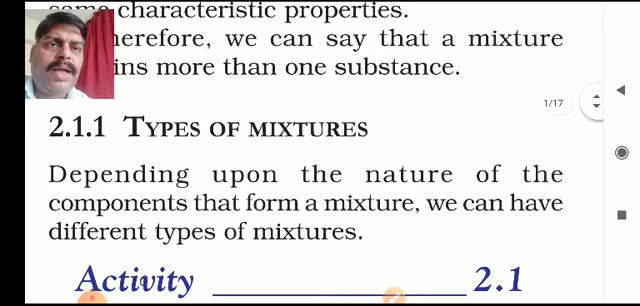 some characteristic properties.
herefore, we can say that a mixture
ins more than one substance.
1/17
2.1.1 TYPES OF MIXTURES
Depending upon the nature of the
components that form a mixture, we can have
different types of mixtures.
Activity 2.1